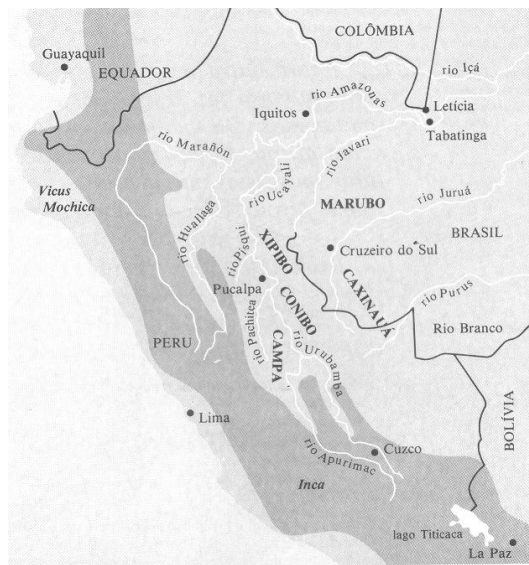 COLÔMBIA
Guayaquil
EQUADOR
rio Içá
rio Amazonas
Iquitos
Letícia
Tabatinga
rio Marañón
rio Javari
rio Ucayali
Vicus
Mochica
rio Huallaga
MARUBO
rio Juruá
rio Pisqui
XIPIBO
BRASIL
Cruzeiro do Sul
Pucalpa
CONIBO
CAXINAUÁ
rio Purus
rio Pachitea
CAMPA
Rio Branco
PERU
rio Urubamba
BOLÍVIA
Lima
Cuzco
rio Apurimac
Inca
lago Titicaca
La Paz